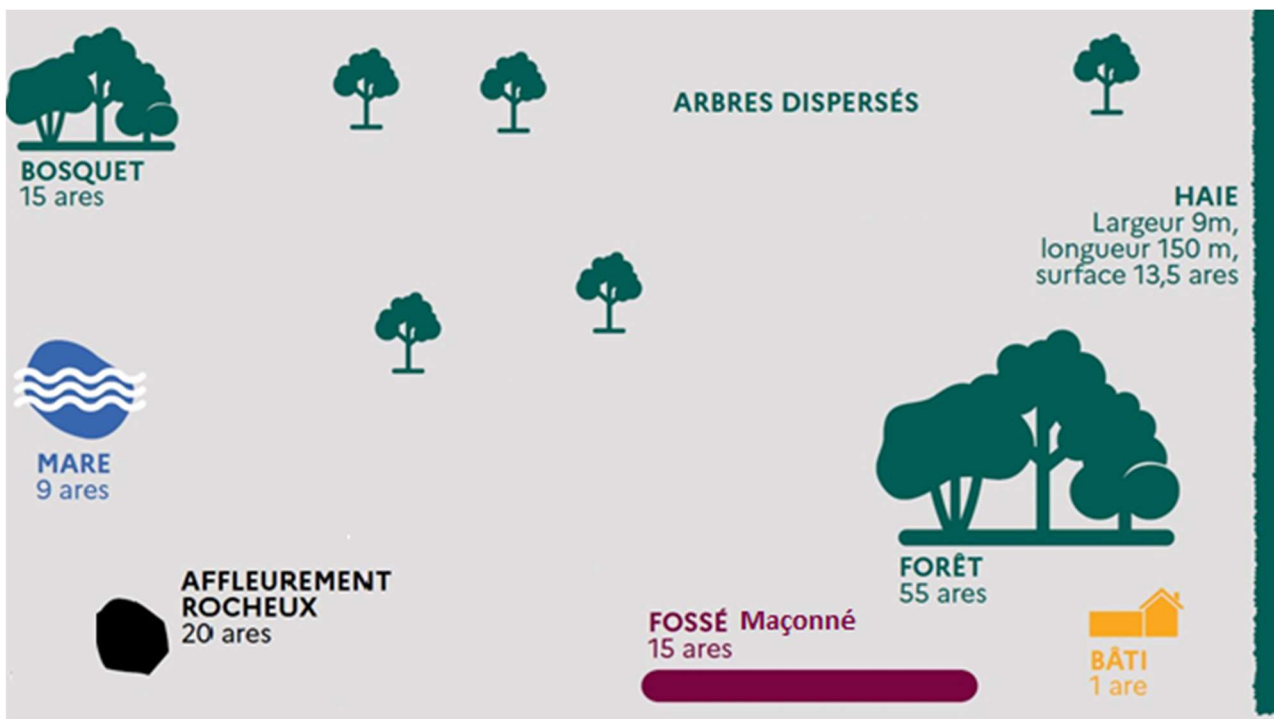 ARBRES DISPERSÉS
BOSQUET
15 ares
HAIE
Largeur 9m,
longueur 150 m,
surface 13,5 ares
MARE
9 ares
FORÊT
55 ares
AFFLEUREMENT
ROCHEUX
20 ares
FOSSÉ Maçonné
15 ares
BÂTI
1 are